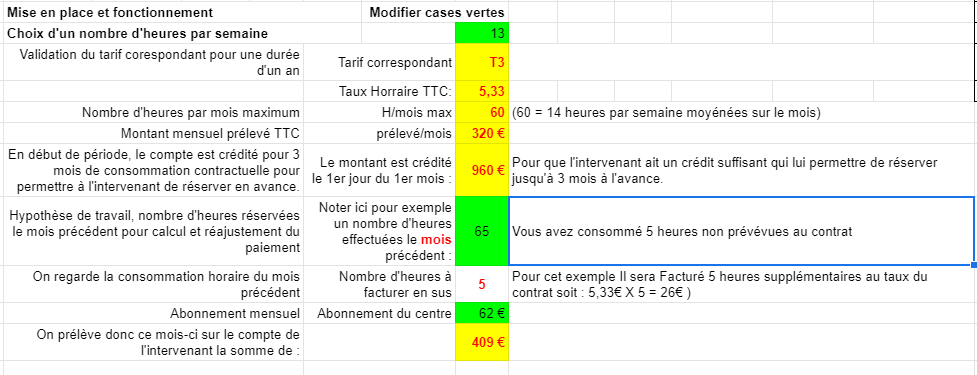 Mise en place et fonctionnement Modifier cases vertes
Choix d'un nombre d'heures par semaine 13
Validation du tarif corespondant pour une durée
d'un an
Tarif correspondant T3
Taux Horraire TTC: 5,33
Nombre d'heures par mois maximum H/mois max 60 (60 = 14 heures par semaine moyénées sur le mois)
Montant mensuel prélevé TTC prélevé/mois 320 €
En début de période, le compte est crédité pour 3
mois de consommation contractuelle pour
permettre à l'intervenant de réserver en avance.
Le montant est crédité
le 1er jour du 1er mois :
960 €
Pour que l'intervenant ait un crédit suffisant qui lui permettre de réserver
jusqu'à 3 mois à l'avance.
Hypothèse de travail, nombre d'heures réservées
le mois précédent pour calcul et réajustement du
paiement
Noter ici pour exemple
un nombre d'heures
effectuées le mois
précédent :
65
Vous avez consommé 5 heures non prévévues au contrat
On regarde la consommation horaire du mois
précédent
Nombre d'heures à
facturer en sus
5
Pour cet exemple Il sera Facturé 5 heures supplémentaires au taux du
contrat soit : 5,33€ X 5 = 26€ )
Abonnement mensuel Abonnement du centre 62 €
On prélève donc ce mois-ci sur le compte de
l'intervenant la somme de :
409 €